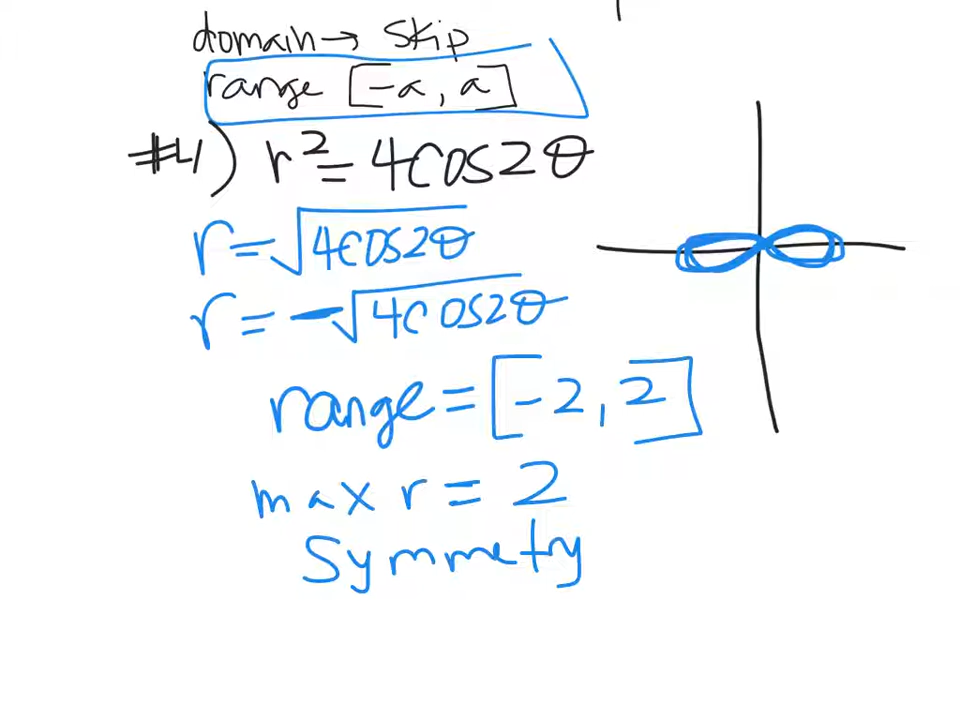 domain → skip
range [-a, a]
#4) r² = 4cos2θ
r = √4cos2θ
r = -√4cos2θ
range = [-2, 2]
max r = 2
Symmetry